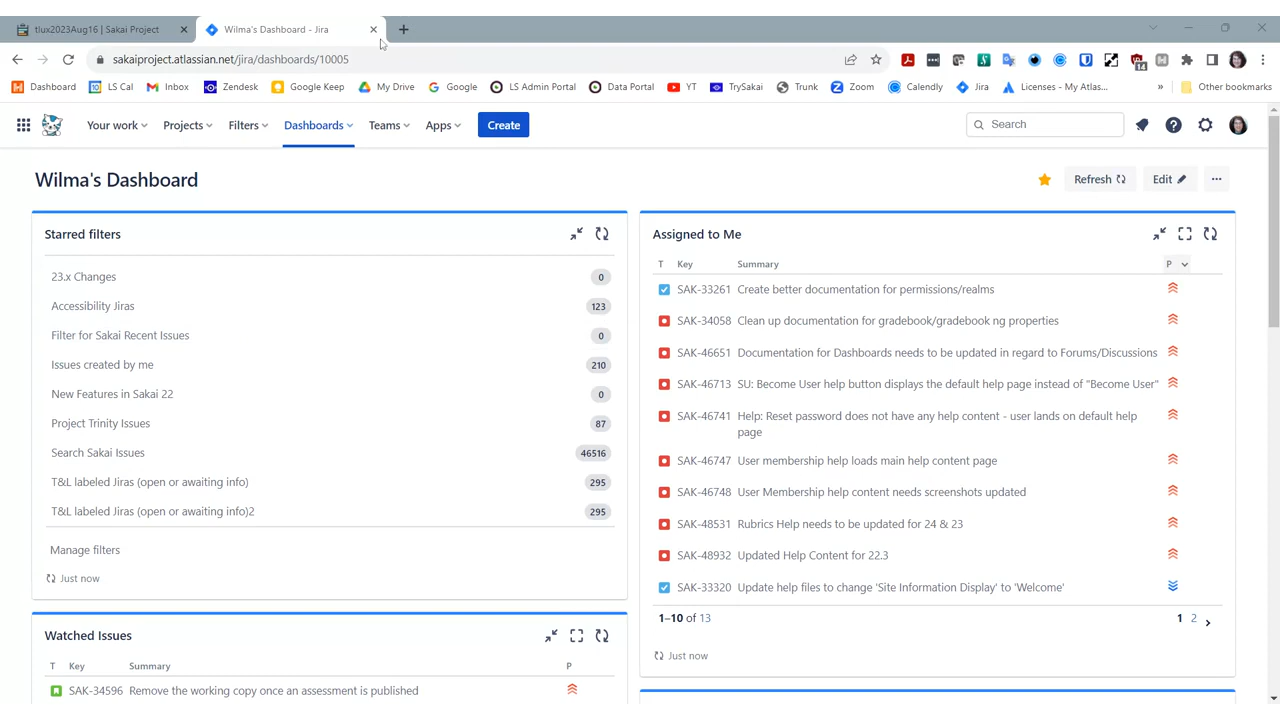 tlux2023Aug16 | Sakai Project
Wilma's Dashboard - Jira
sakaiproject.atlassian.net/jira/dashboards/10005
14
Dashboard
LS Cal
Inbox
Zendesk
Google Keep
My Drive
Google
LS Admin Portal
Data Portal
YT
TrySakai
Trunk
Zoom
Calendly
Jira
Licenses - My Atlas...
»
Other bookmarks
Your work
Projects
Filters
Dashboards
Teams
Apps
Create
Search
Wilma's Dashboard
Refresh
Edit
Starred filters
23.x Changes 0
Accessibility Jiras 123
Filter for Sakai Recent Issues 0
Issues created by me 210
New Features in Sakai 22 0
Project Trinity Issues 87
Search Sakai Issues 46516
T&L labeled Jiras (open or awaiting info) 295
T&L labeled Jiras (open or awaiting info)2 295
Manage filters
Just now
Watched Issues
T Key Summary P
SAK-34596 Remove the working copy once an assessment is published
Assigned to Me
T Key Summary P
SAK-33261 Create better documentation for permissions/realms
SAK-34058 Clean up documentation for gradebook/gradebook ng properties
SAK-46651 Documentation for Dashboards needs to be updated in regard to Forums/Discussions
SAK-46713 SU: Become User help button displays the default help page instead of "Become User"
SAK-46741 Help: Reset password does not have any help content - user lands on default help
page
SAK-46747 User membership help loads main help content page
SAK-46748 User Membership help content needs screenshots updated
SAK-48531 Rubrics Help needs to be updated for 24 & 23
SAK-48932 Updated Help Content for 22.3
SAK-33320 Update help files to change 'Site Information Display' to 'Welcome'
1–10 of 13
1 2
Just now